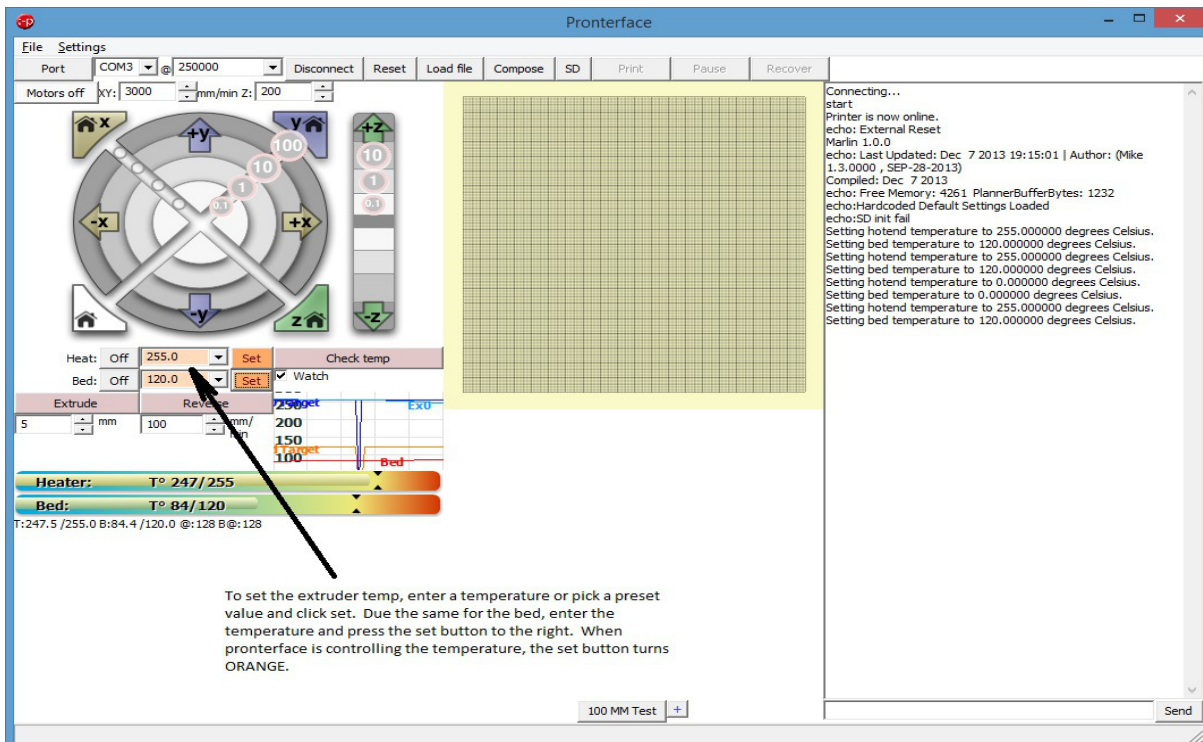 Pronterface
File Settings
Port COM3 @ 250000 Disconnect Reset Load file Compose SD Print Pause Recover
Motors off XY: 3000 mm/min Z: 200
x
+y
y
100
10
1
0.1
-x
+x
-y
z
+z
10
1
0.1
-z
Heat: Off 255.0 Set Check temp
Bed: Off 120.0 Set Watch
Extrude Reverse
5 mm 100 mm/
min
Target Ex0
250
200
150
Target
100
Bed
Heater: T° 247/255
Bed: T° 84/120
T:247.5 /255.0 B:84.4 /120.0 @:128 B@:128
To set the extruder temp, enter a temperature or pick a preset
value and click set. Due the same for the bed, enter the
temperature and press the set button to the right. When
pronterface is controlling the temperature, the set button turns
ORANGE.
100 MM Test +
Connecting...
start
Printer is now online.
echo: External Reset
Marlin 1.0.0
echo: Last Updated: Dec 7 2013 19:15:01 | Author: (Mike
1.3.0000 , SEP-28-2013)
Compiled: Dec 7 2013
echo: Free Memory: 4261 PlannerBufferBytes: 1232
echo:Hardcoded Default Settings Loaded
echo:SD init fail
Setting hotend temperature to 255.000000 degrees Celsius.
Setting bed temperature to 120.000000 degrees Celsius.
Setting hotend temperature to 255.000000 degrees Celsius.
Setting bed temperature to 120.000000 degrees Celsius.
Setting hotend temperature to 0.000000 degrees Celsius.
Setting bed temperature to 0.000000 degrees Celsius.
Setting hotend temperature to 255.000000 degrees Celsius.
Setting bed temperature to 120.000000 degrees Celsius.
Send